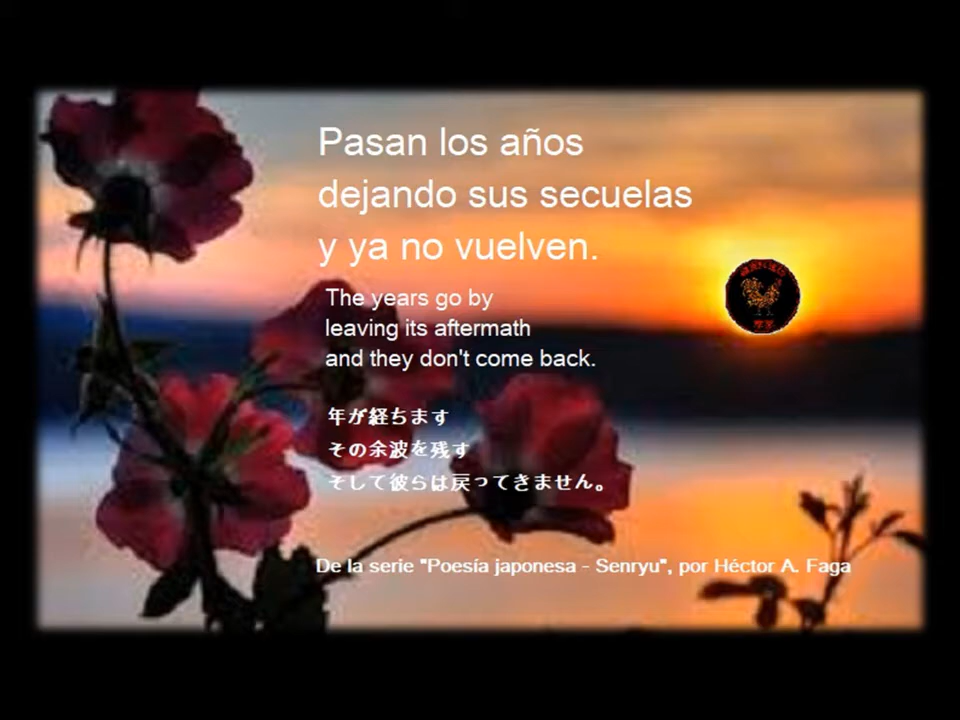 Pasan los años
dejando sus secuelas
y ya no vuelven.
The years go by
leaving its aftermath
and they don't come back.
年が経ちます
その余波を残す
そして彼らは戻ってきません。
De la serie "Poesía japonesa - Senryu", por Héctor A. Faga